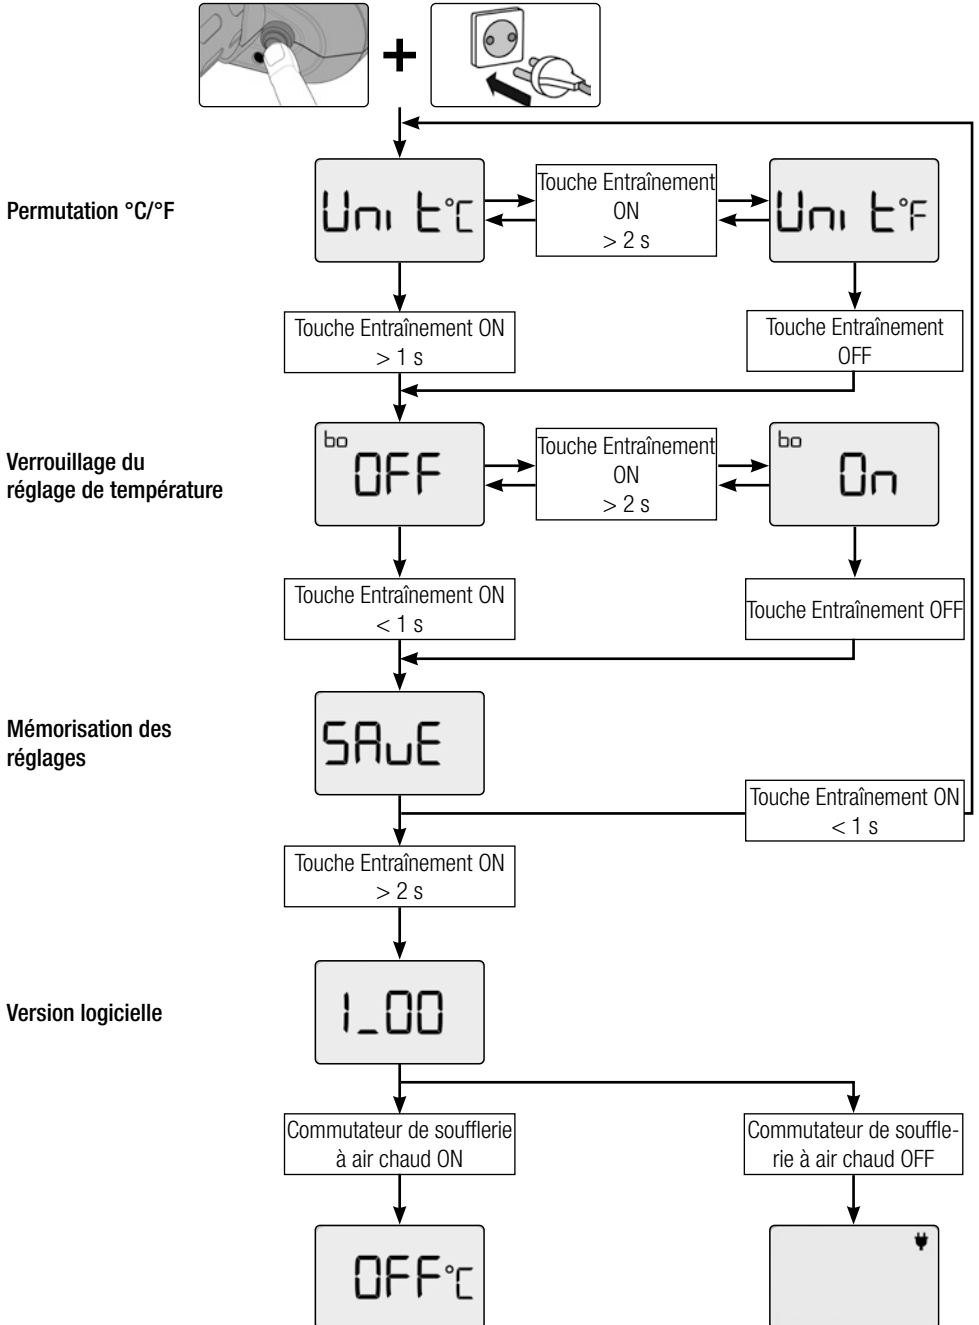 Permutation °C/°F
Unit°C
Touche Entraînement
ON
> 2 s
Unit°F
Touche Entraînement ON
> 1 s
Touche Entraînement
OFF
Verrouillage du
réglage de température
bo
OFF
Touche Entraînement
ON
> 2 s
bo
On
Touche Entraînement ON
< 1 s
Touche Entraînement OFF
Mémorisation des
réglages
SAvE
Touche Entraînement ON
< 1 s
Touche Entraînement ON
> 2 s
Version logicielle
1_00
Commutateur de soufflerie
à air chaud ON
Commutateur de souffle-
rie à air chaud OFF
OFF°C